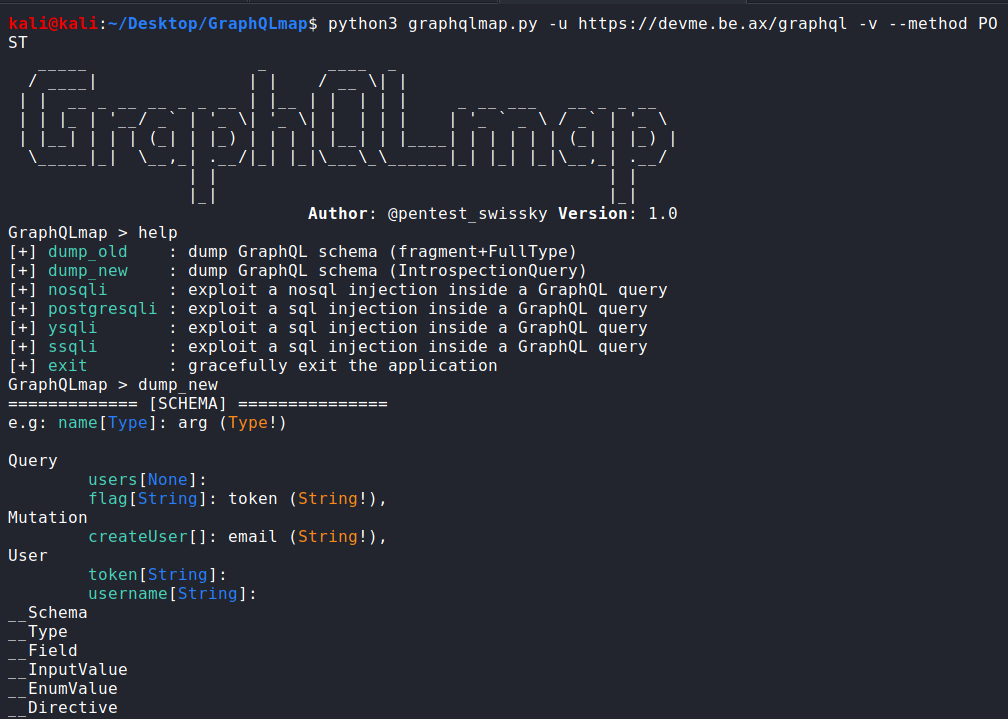 kali@kali:~/Desktop/GraphQLmap$ python3 graphqlmap.py -u https://devme.be.ax/graphql -v --method PO
ST
GraphQLmap
Author: @pentest_swissky Version: 1.0
GraphQLmap > help
[+] dump_old    : dump GraphQL schema (fragment+FullType)
[+] dump_new    : dump GraphQL schema (IntrospectionQuery)
[+] nosqli      : exploit a nosql injection inside a GraphQL query
[+] postgresqli : exploit a sql injection inside a GraphQL query
[+] ysqli       : exploit a sql injection inside a GraphQL query
[+] ssqli       : exploit a sql injection inside a GraphQL query
[+] exit        : gracefully exit the application
GraphQLmap > dump_new
============= [SCHEMA] ===============
e.g: name[Type]: arg (Type!)
Query
        users[None]:
        flag[String]: token (String!),
Mutation
        createUser[]: email (String!),
User
        token[String]:
        username[String]:
__Schema
__Type
__Field
__InputValue
__EnumValue
__Directive